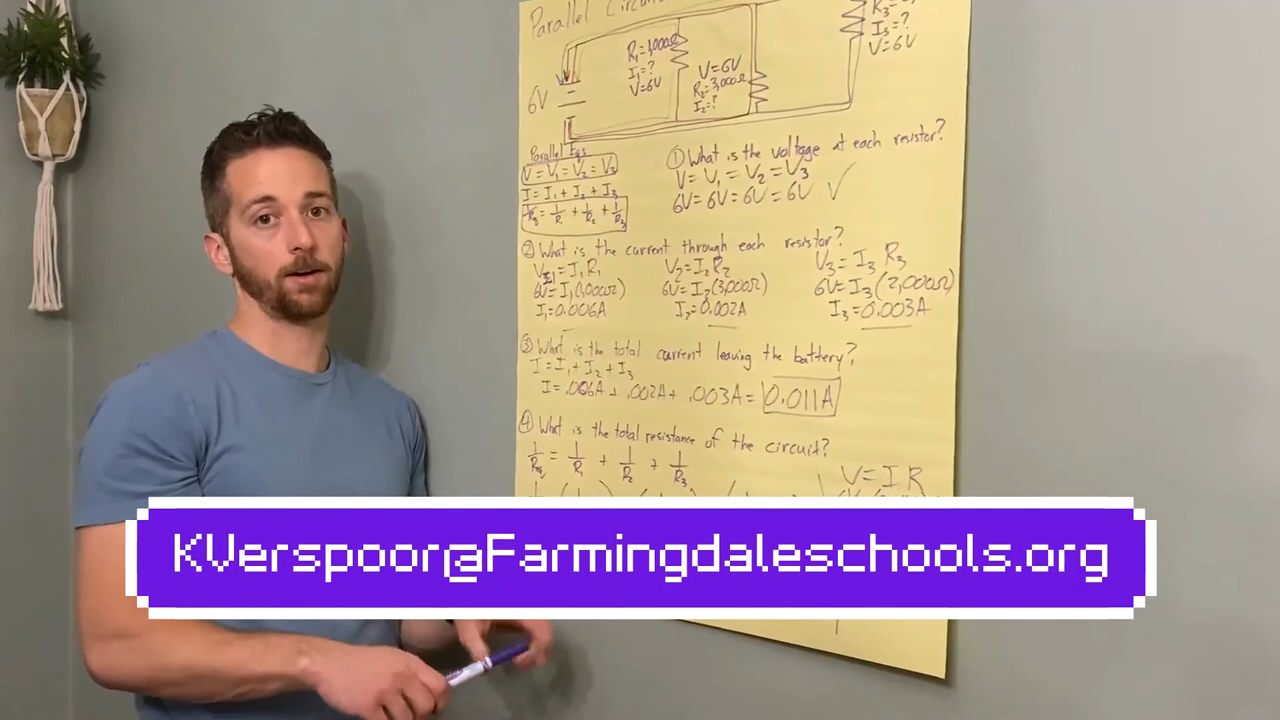 Parallel
6V
R₁=1,000Ω
I₁=?
V=6V
V=6V
R₂=3,000Ω
I₂=?
I₃=?
V=6V
Parallel
V = V₁ = V₂ = V₃
I = I₁ + I₂ + I₃
1/Req = 1/R₁ + 1/R₂ + 1/R₃
① What is the voltage at each resistor?
V = V₁ = V₂ = V₃
6V = 6V = 6V = 6V ✓
② What is the current through each resistor?
V₁ = I₁R₁
6V = I₁(1,000Ω)
I₁ = 0.006A
V₂ = I₂R₂
6V = I₂(3,000Ω)
I₂ = 0.002A
V₃ = I₃ R₃
6V = I₃(2,000Ω)
I₃ = 0.003A
③ What is the total current leaving the battery?
I = I₁ + I₂ + I₃
I = .006A + .002A + .003A = 0.011A
④ What is the total resistance of the circuit?
1/Req = 1/R₁ + 1/R₂ + 1/R₃
V = I R
KVerspoor@Farmingdaleschools.org